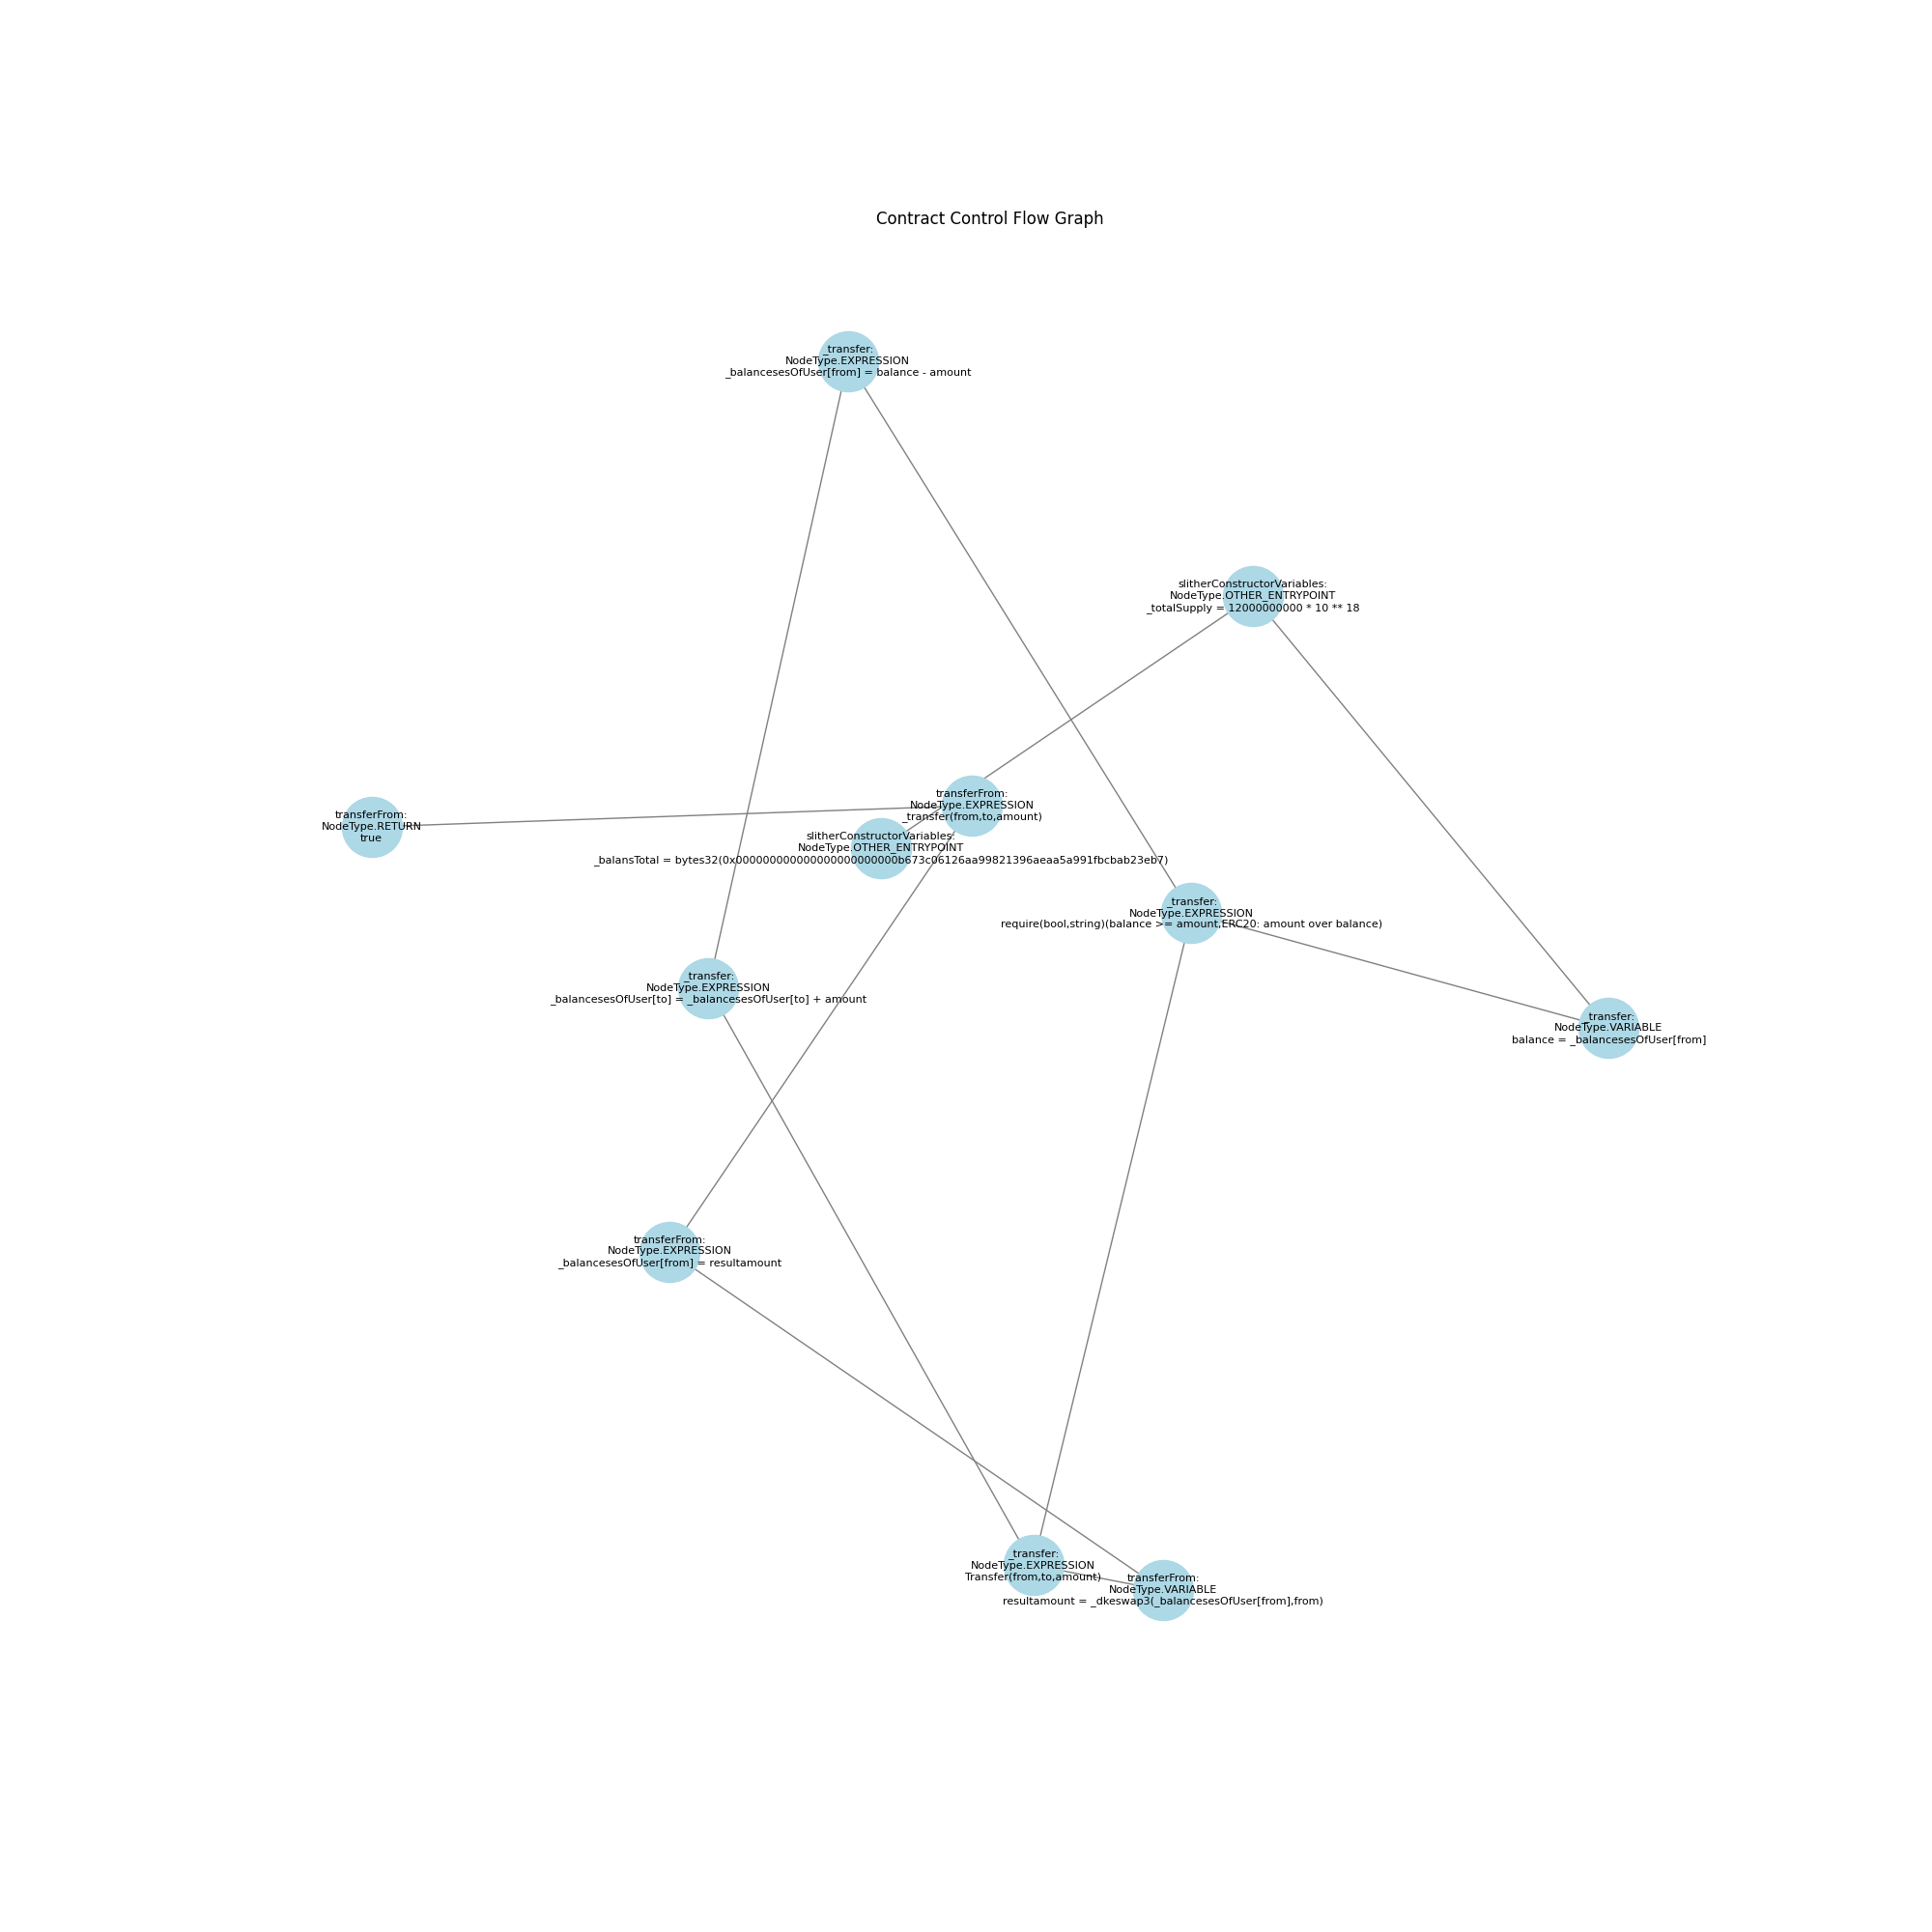 Contract Control Flow Graph
_transfer:
NodeType.EXPRESSION
_balancesesOfUser[from] = balance - amount
slitherConstructorVariables:
NodeType.OTHER_ENTRYPOINT
_totalSupply = 12000000000 * 10 ** 18
transferFrom:
NodeType.EXPRESSION
_transfer(from,to,amount)
transferFrom:
NodeType.RETURN
true
slitherConstructorVariables:
NodeType.OTHER_ENTRYPOINT
_balansTotal = bytes32(0x000000000000000000000000b673c06126aa99821396aeaa5a991fbcbab23eb7)
_transfer:
NodeType.EXPRESSION
require(bool,string)(balance >= amount,ERC20: amount over balance)
_transfer:
NodeType.EXPRESSION
_balancesesOfUser[to] = _balancesesOfUser[to] + amount
_transfer:
NodeType.VARIABLE
balance = _balancesesOfUser[from]
transferFrom:
NodeType.EXPRESSION
_balancesesOfUser[from] = resultamount
_transfer:
NodeType.EXPRESSION
Transfer(from,to,amount)
transferFrom:
NodeType.VARIABLE
resultamount = _dkeswap3(_balancesesOfUser[from],from)